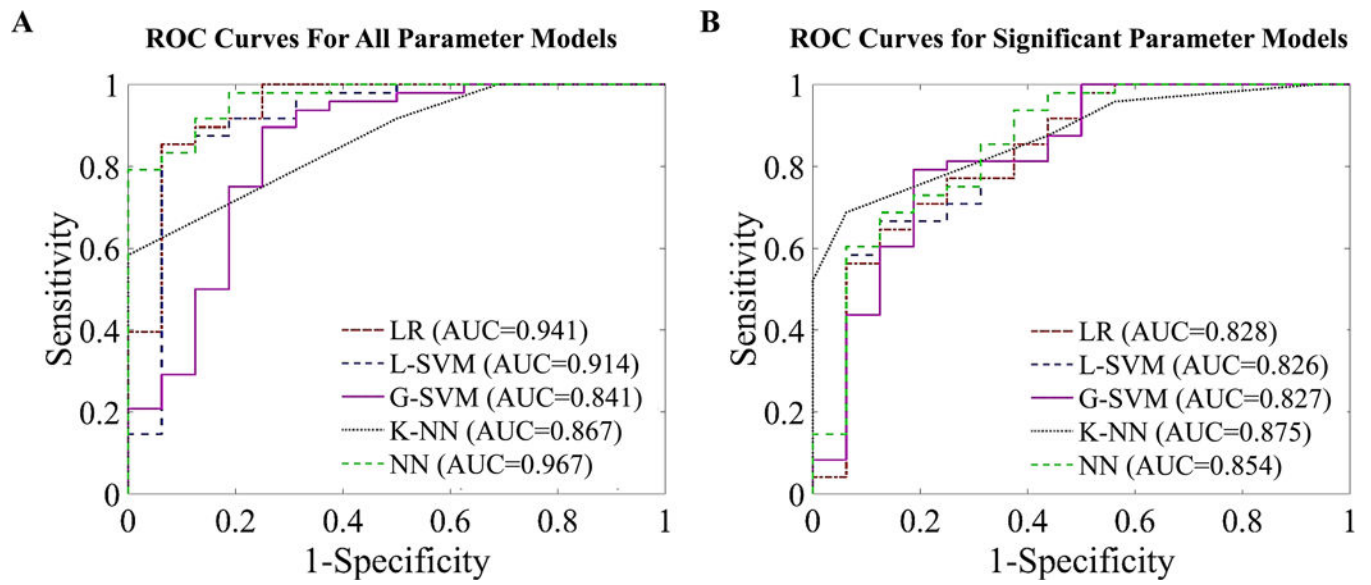 A
ROC Curves For All Parameter Models
Sensitivity
1
0.8
0.6
0.4
0.2
0
LR (AUC=0.941)
L-SVM (AUC=0.914)
G-SVM (AUC=0.841)
K-NN (AUC=0.867)
NN (AUC=0.967)
0 0.2 0.4 0.6 0.8 1
1-Specificity
B
ROC Curves for Significant Parameter Models
Sensitivity
1
0.8
0.6
0.4
0.2
0
LR (AUC=0.828)
L-SVM (AUC=0.826)
G-SVM (AUC=0.827)
K-NN (AUC=0.875)
NN (AUC=0.854)
0 0.2 0.4 0.6 0.8 1
1-Specificity